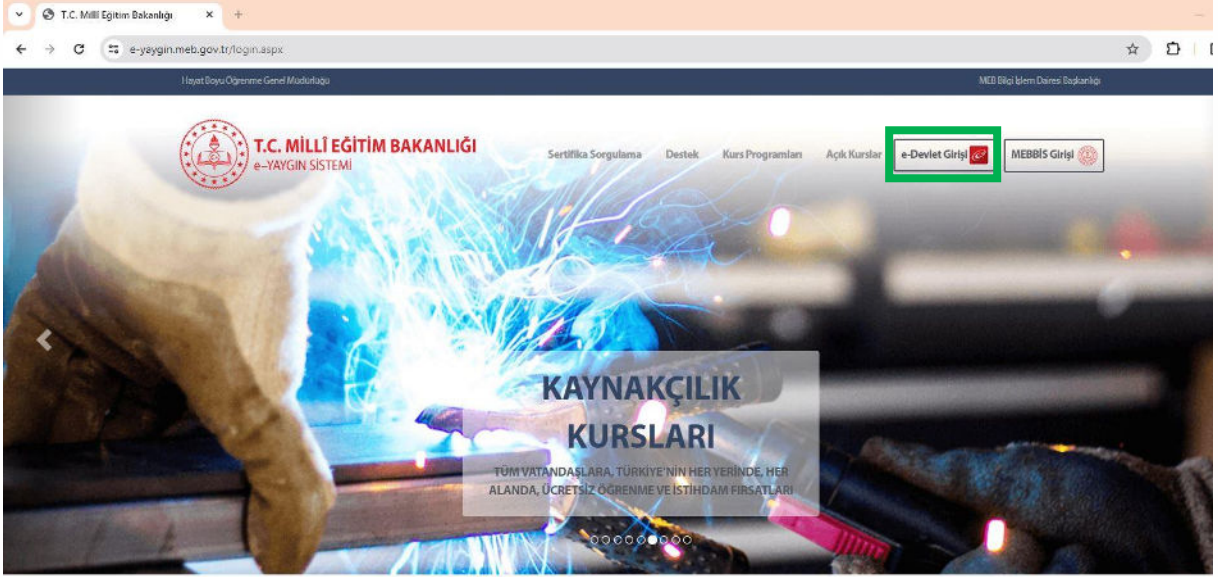 T.C. Millî Eğitim Bakanlığı
e-yaygin.meb.gov.tr/login.aspx
Hayat Boyu Öğrenme Genel Müdürlüğü
MEB Bilgi İşlem Dairesi Başkanlığı
T.C. MİLLÎ EĞİTİM BAKANLIĞI
e-YAYGIN SİSTEMİ
Sertifika Sorgulama Destek Kurs Programları Açık Kurslar e-Devlet Girişi MEBBİS Girişi
KAYNAKÇILIK
KURSLARI
TÜM VATANDAŞLARA, TÜRKİYE'NİN HER YERİNDE, HER
ALANDA, ÜCRETSİZ ÖĞRENME VE İSTİHDAM FIRSATLARI